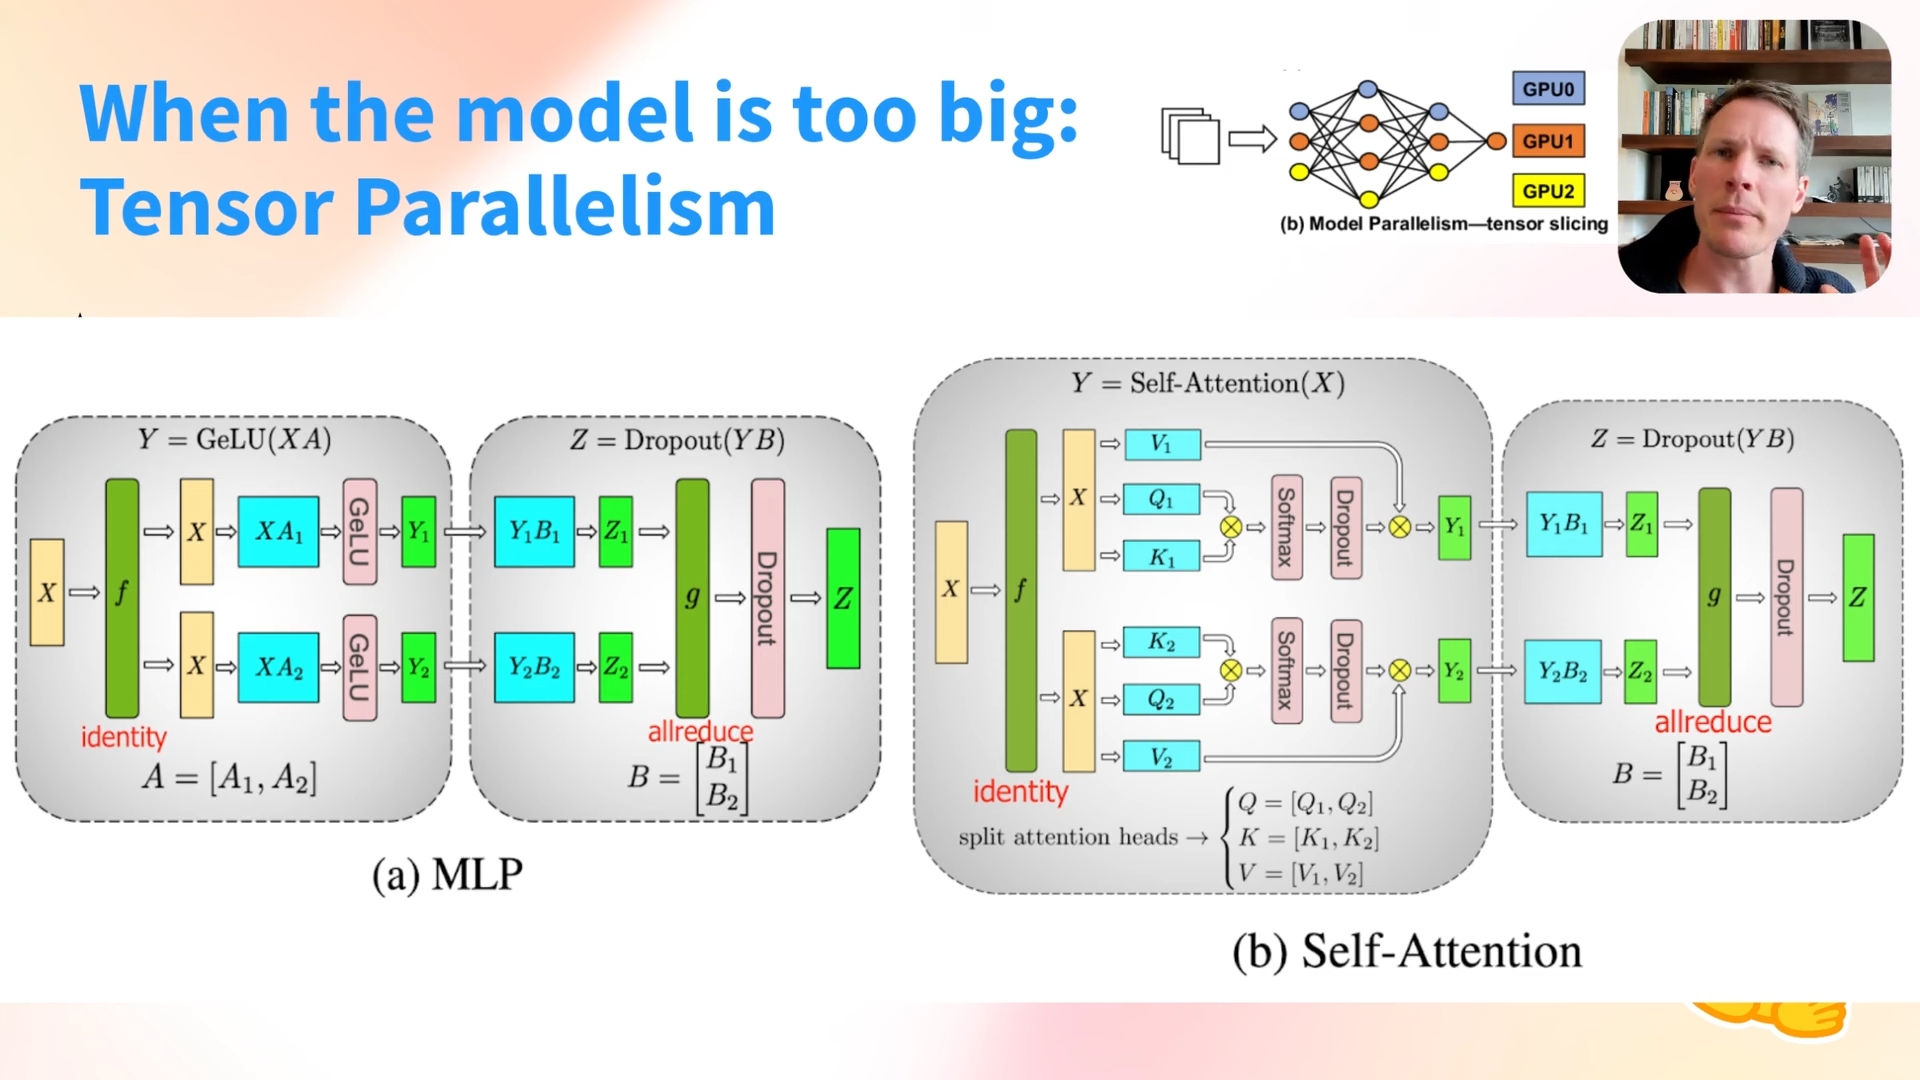 When the model is too big:
Tensor Parallelism
GPU0
GPU1
GPU2
(b) Model Parallelism—tensor slicing
Y = GeLU(XA)
X
f
X
XA₁
GeLU
Y₁
X
XA₂
GeLU
Y₂
identity
A = [A₁, A₂]
Z = Dropout(YB)
Y₁B₁
Z₁
Y₂B₂
Z₂
g
Dropout
Z
allreduce
B = [B₁
B₂]
(a) MLP
Y = Self-Attention(X)
X
f
X
V₁
Q₁
K₁
Softmax
Dropout
Y₁
X
K₂
Q₂
V₂
Softmax
Dropout
Y₂
identity
split attention heads → { Q = [Q₁, Q₂]
K = [K₁, K₂]
V = [V₁, V₂]
Z = Dropout(YB)
Y₁B₁
Z₁
Y₂B₂
Z₂
g
Dropout
Z
allreduce
B = [B₁
B₂]
(b) Self-Attention